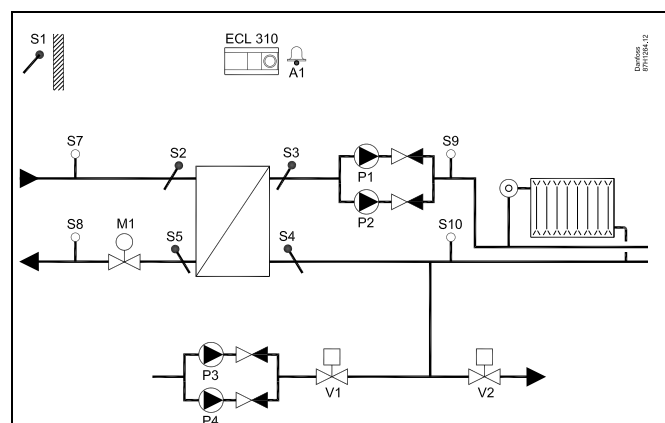 S1
ECL 310
A1
Danfoss
87H1264.12
S7
S2
S3
P1
S9
P2
S8
M1
S5
S4
S10
P3
V1
V2
P4